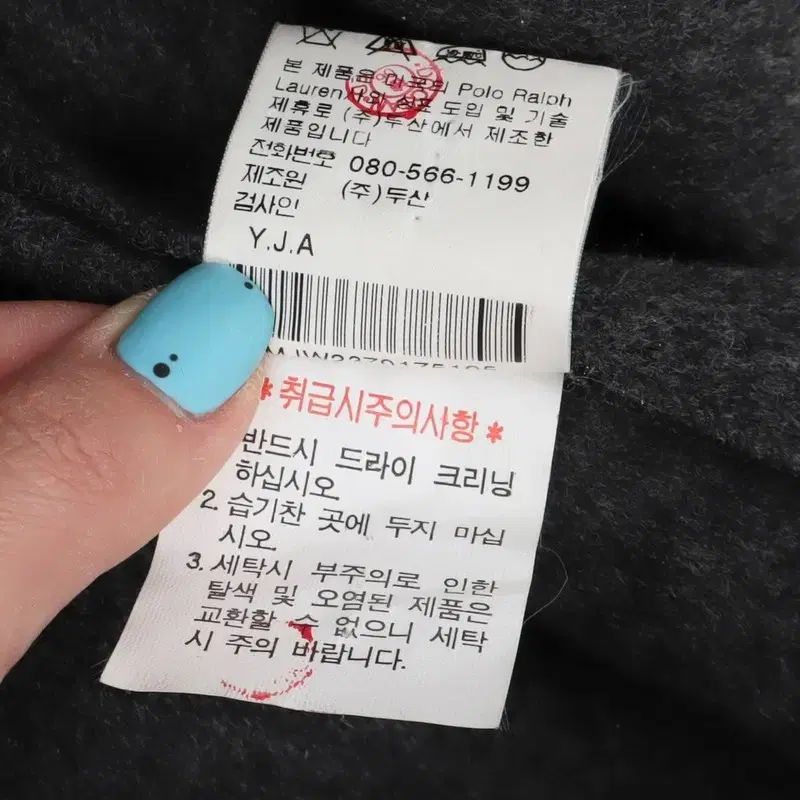 본 제품은 미국의 Polo Ralph
Lauren사와 상표 도입 및 기술
제휴로 (주)두산에서 제조한
제품입니다
전화번호 080-566-1199
제조원 (주)두산
검사인
Y.J.A
*취급시주의사항*
반드시 드라이 크리닝
하십시오.
2. 습기찬 곳에 두지 마십
시오.
3. 세탁시 부주의로 인한
탈색 및 오염된 제품은
교환할 수 없으니 세탁
시 주의 바랍니다.